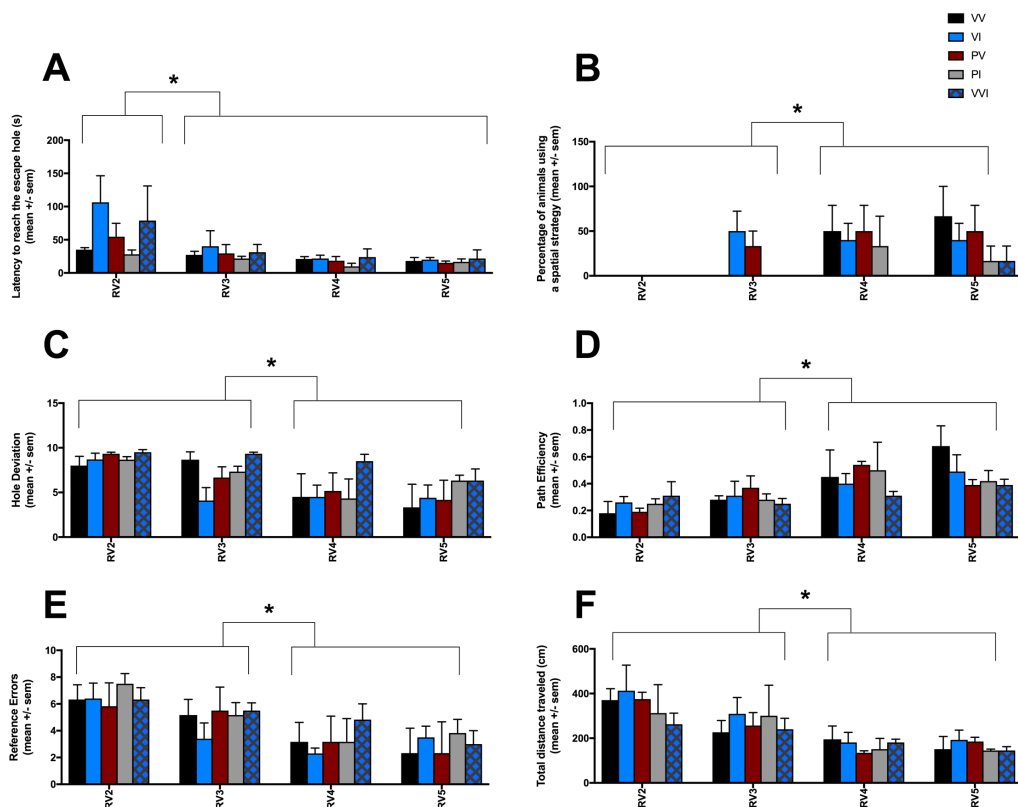 VV
VI
PV
PI
VVI
A
*
Latency to reach the escape hole (s)
(mean +/- sem)
200
150
100
50
0
RV2
RV3
RV4
RV5
B
*
Percentage of animals using
a spatial strategy (mean +/- sem)
150
100
50
0
RV2
RV3
RV4
RV5
C
*
Hole Deviation
(mean +/- sem)
15
10
5
0
RV2
RV3
RV4
RV5
D
*
Path Efficiency
(mean +/- sem)
1.0
0.8
0.6
0.4
0.2
0.0
RV2
RV3
RV4
RV5
E
*
Reference Errors
(mean +/- sem)
10
8
6
4
2
0
RV2
RV3
RV4
RV5
F
*
Total distance traveled (cm)
(mean +/- sem)
600
400
200
0
RV2
RV3
RV4
RV5